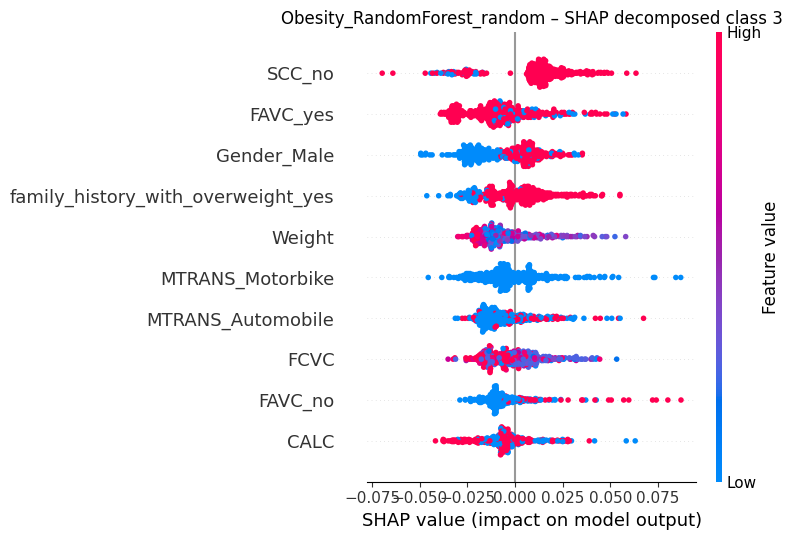 Obesity_RandomForest_random – SHAP decomposed class 3
High
SCC_no
FAVC_yes
Gender_Male
family_history_with_overweight_yes
Weight
MTRANS_Motorbike
MTRANS_Automobile
FCVC
FAVC_no
CALC
Feature value
Low
−0.075 −0.050 −0.025 0.000 0.025 0.050 0.075
SHAP value (impact on model output)